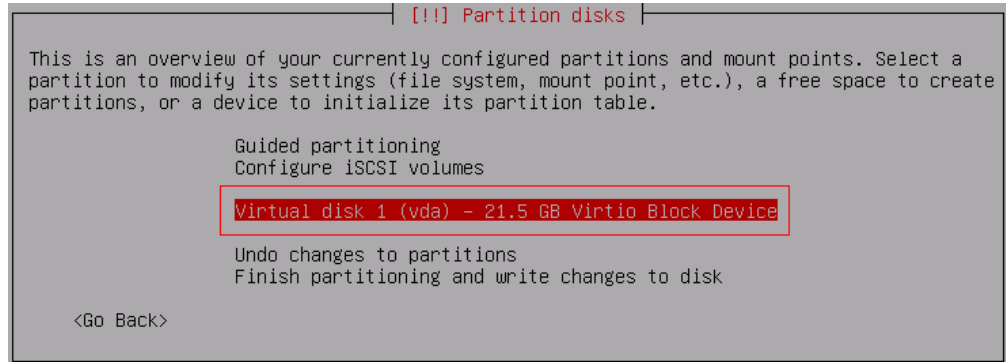 [!!] Partition disks
This is an overview of your currently configured partitions and mount points. Select a
partition to modify its settings (file system, mount point, etc.), a free space to create
partitions, or a device to initialize its partition table.
Guided partitioning
Configure iSCSI volumes
Virtual disk 1 (vda) - 21.5 GB Virtio Block Device
Undo changes to partitions
Finish partitioning and write changes to disk
<Go Back>